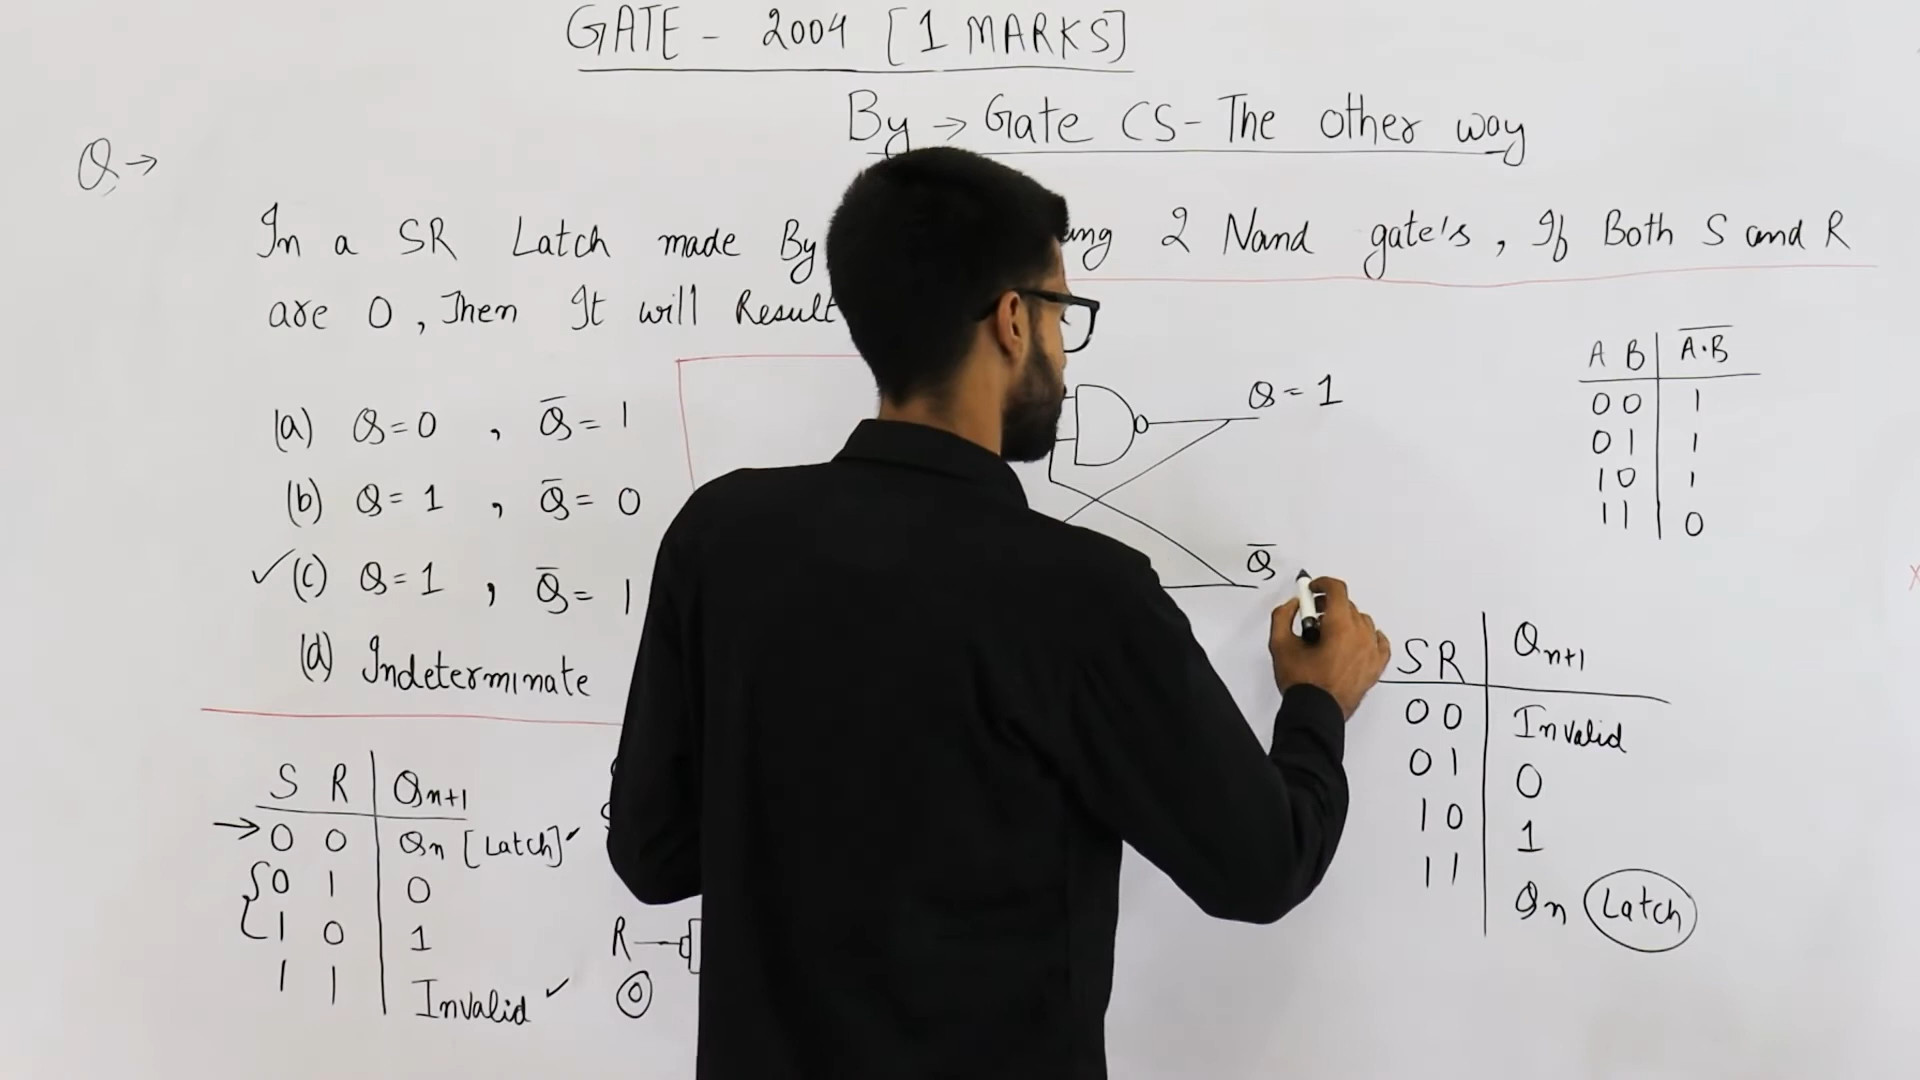 GATE - 2004 [1 MARKS]
By → Gate CS - The other way
Q →
In a SR Latch made By ung 2 Nand gate's, If Both S and R
are 0, Then It will Result
(a) Q=0 , Q̅=1
(b) Q=1 , Q̅=0
✓(c) Q=1 , Q̅=1
(d) Indeterminate
Q=1
Q̅
A B | A̅·̅B̅
0 0 | 1
0 1 | 1
1 0 | 1
1 1 | 0
S R | Qn+1
→ 0 0 | Qn [Latch] ✓
0 1 | 0
1 0 | 1
1 1 | Invalid ✓
R
0
S R | Qn+1
0 0 | Invalid
0 1 | 0
1 0 | 1
1 1 | Qn Latch